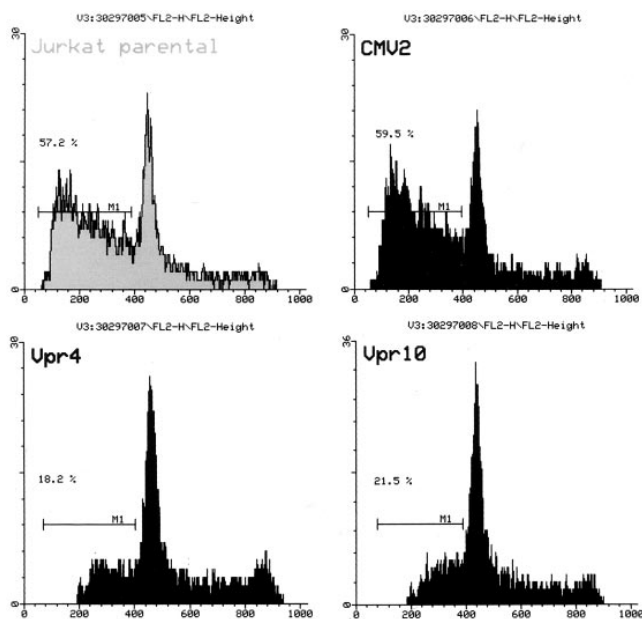 V3:30297005\FL2-H\FL2-Height
30
Jurkat parental
57.2 %
M1
0
0 200 400 600 800 1000
V3:30297006\FL2-H\FL2-Height
30
CMV2
59.5 %
M1
0
0 200 400 600 800 1000
V3:30297007\FL2-H\FL2-Height
30
Vpr4
18.2 %
M1
0
0 200 400 600 800 1000
V3:30297008\FL2-H\FL2-Height
36
Vpr10
21.5 %
M1
0
0 200 400 600 800 1000